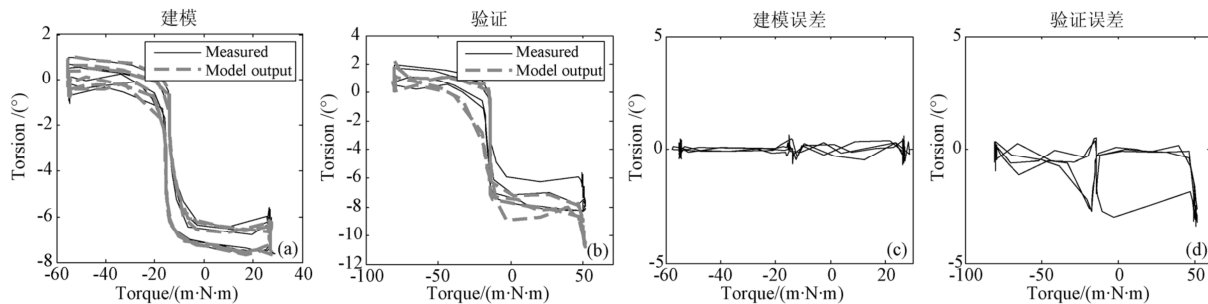 建模
2
0
-2
-4
-6
-8
-60
-40
-20
0
20
40
Torsion /(°)
Torque/(m·N·m)
Measured
Model output
(a)
验证
4
2
0
-2
-4
-6
-8
-10
-12
-100
-50
0
50
100
Torsion /(°)
Torque/(m·N·m)
Measured
Model output
(b)
建模误差
5
0
-5
-60
-40
-20
0
20
Torsion /(°)
Torque/(m·N·m)
(c)
验证误差
5
0
-5
-100
-50
0
50
Torsion /(°)
Torque/(m·N·m)
(d)